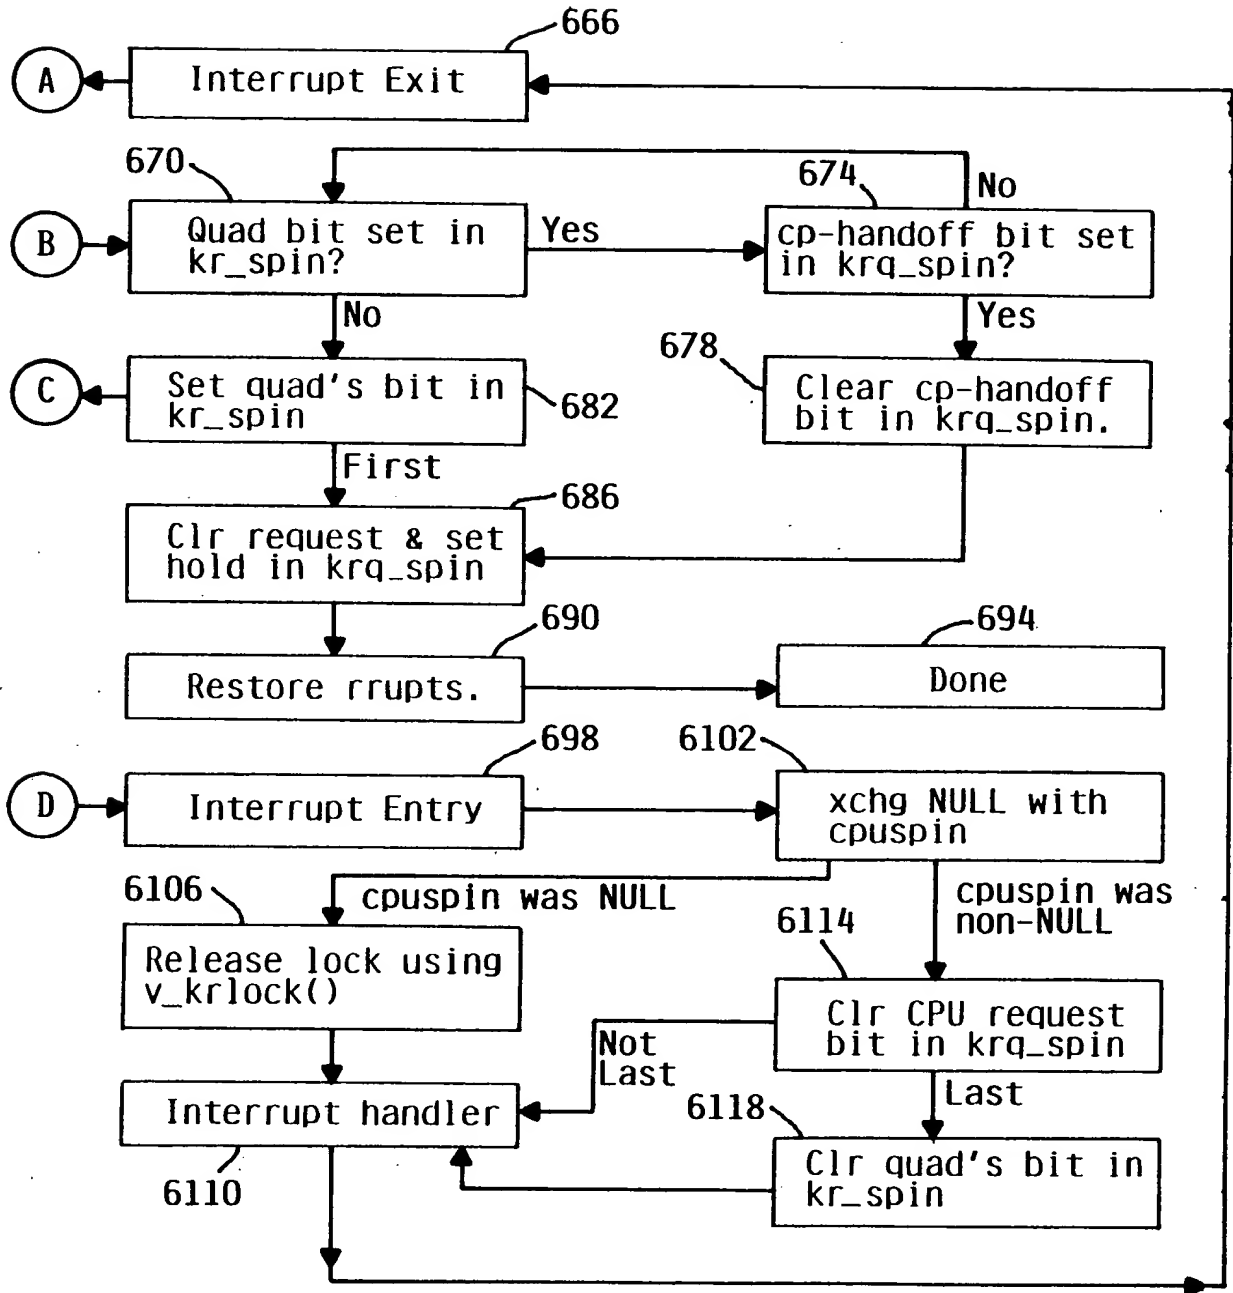 666
A
Interrupt Exit
670
674
No
B
Quad bit set in
kr_spin?
Yes
cp-handoff bit set
in krq_spin?
No
Yes
678
C
Set quad's bit in
kr_spin
682
Clear cp-handoff
bit in krq_spin.
First
686
Clr request & set
hold in krq_spin
690
694
Restore rrupts.
Done
698
6102
D
Interrupt Entry
xchg NULL with
cpuspin
6106
cpuspin was NULL
cpuspin was
non-NULL
6114
Release lock using
v_krlock()
Clr CPU request
bit in krq_spin
Not
Last
Last
6118
Interrupt handler
6110
Clr quad's bit in
kr_spin